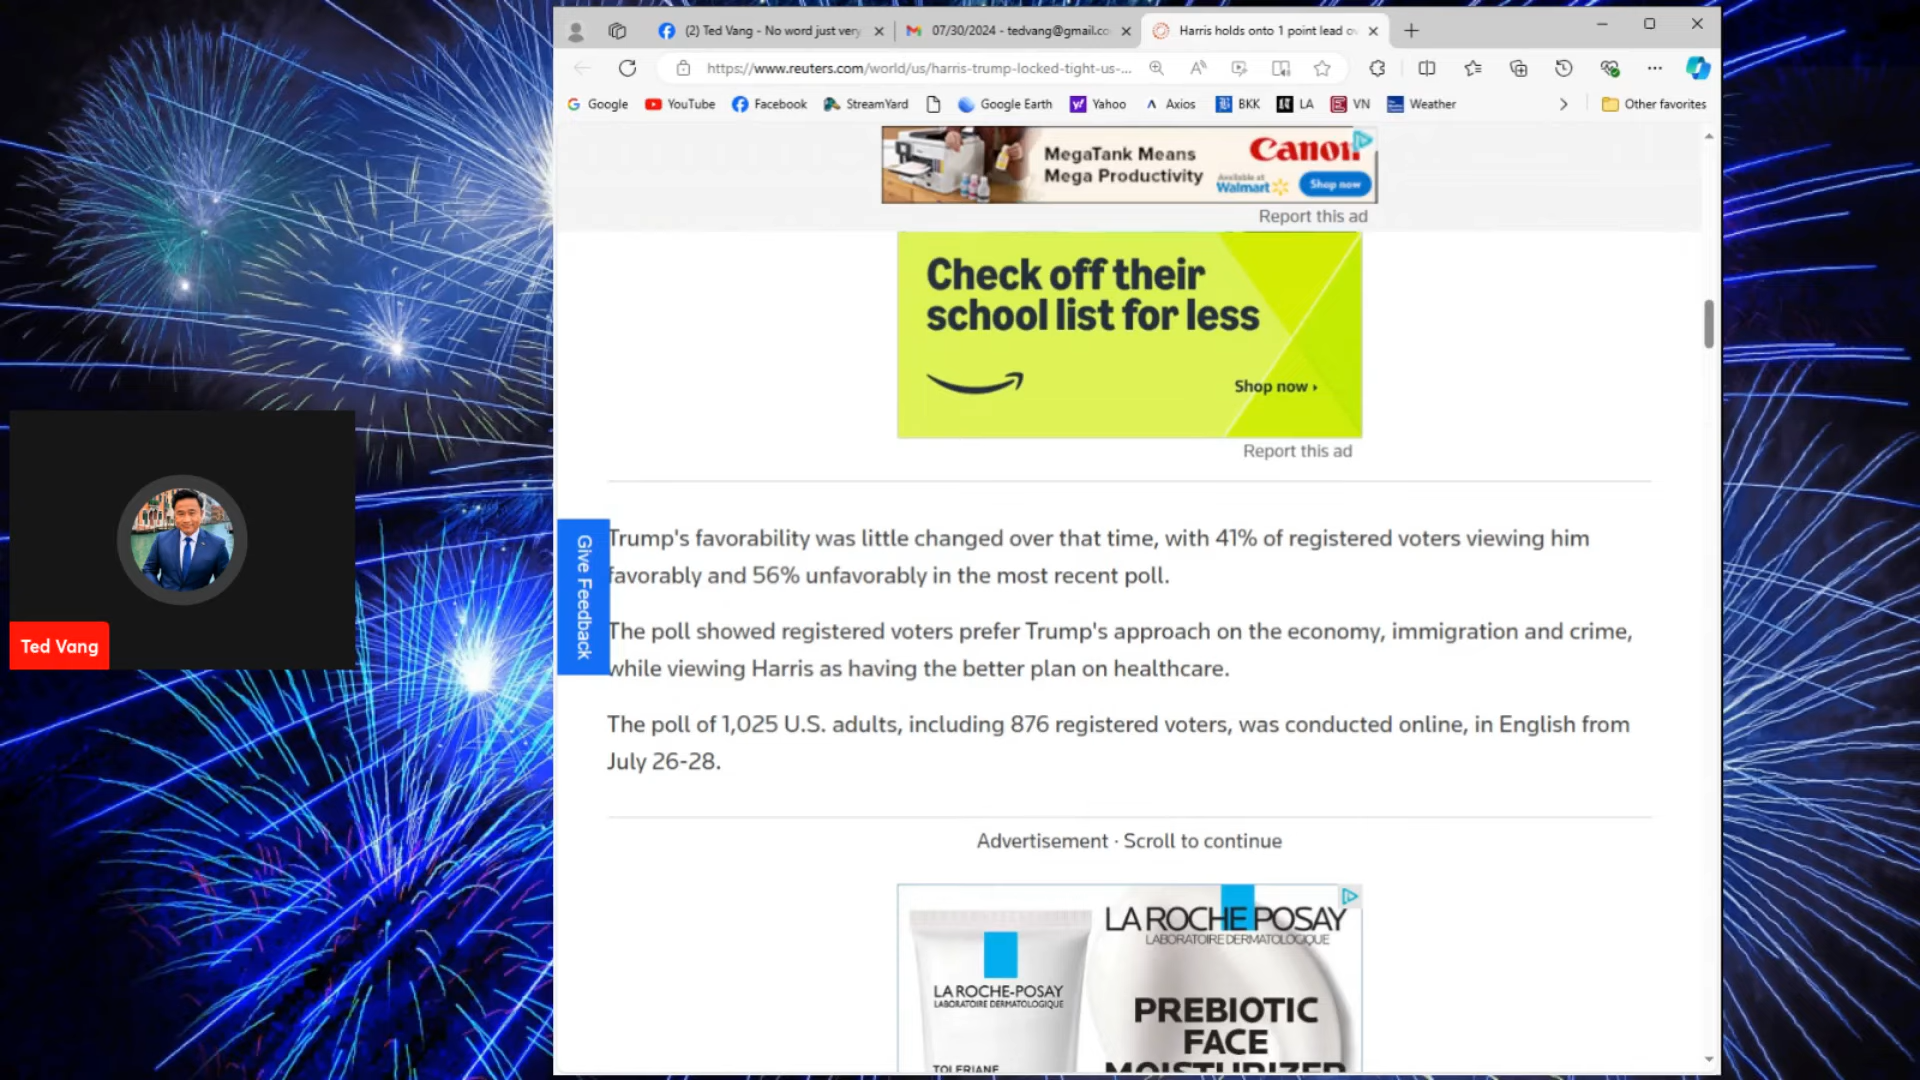 (2) Ted Vang - No word just very
07/30/2024 - tedvang@gmail.co
Harris holds onto 1 point lead o
https://www.reuters.com/world/us/harris-trump-locked-tight-us-...
Google
YouTube
Facebook
StreamYard
Google Earth
Yahoo
Axios
BKK
LA
VN
Weather
Other favorites
MegaTank Means
Mega Productivity
Canon
Available at
Walmart
Shop now
Report this ad
Check off their
school list for less
Shop now ›
Report this ad
Give Feedback
Trump's favorability was little changed over that time, with 41% of registered voters viewing him
favorably and 56% unfavorably in the most recent poll.
The poll showed registered voters prefer Trump's approach on the economy, immigration and crime,
while viewing Harris as having the better plan on healthcare.
The poll of 1,025 U.S. adults, including 876 registered voters, was conducted online, in English from
July 26-28.
Advertisement · Scroll to continue
LA ROCHE POSAY
LABORATOIRE DERMATOLOGIQUE
LA ROCHE-POSAY
LABORATOIRE DERMATOLOGIQUE
TOLERIANE
PREBIOTIC
FACE
MOISTURIZER
Ted Vang